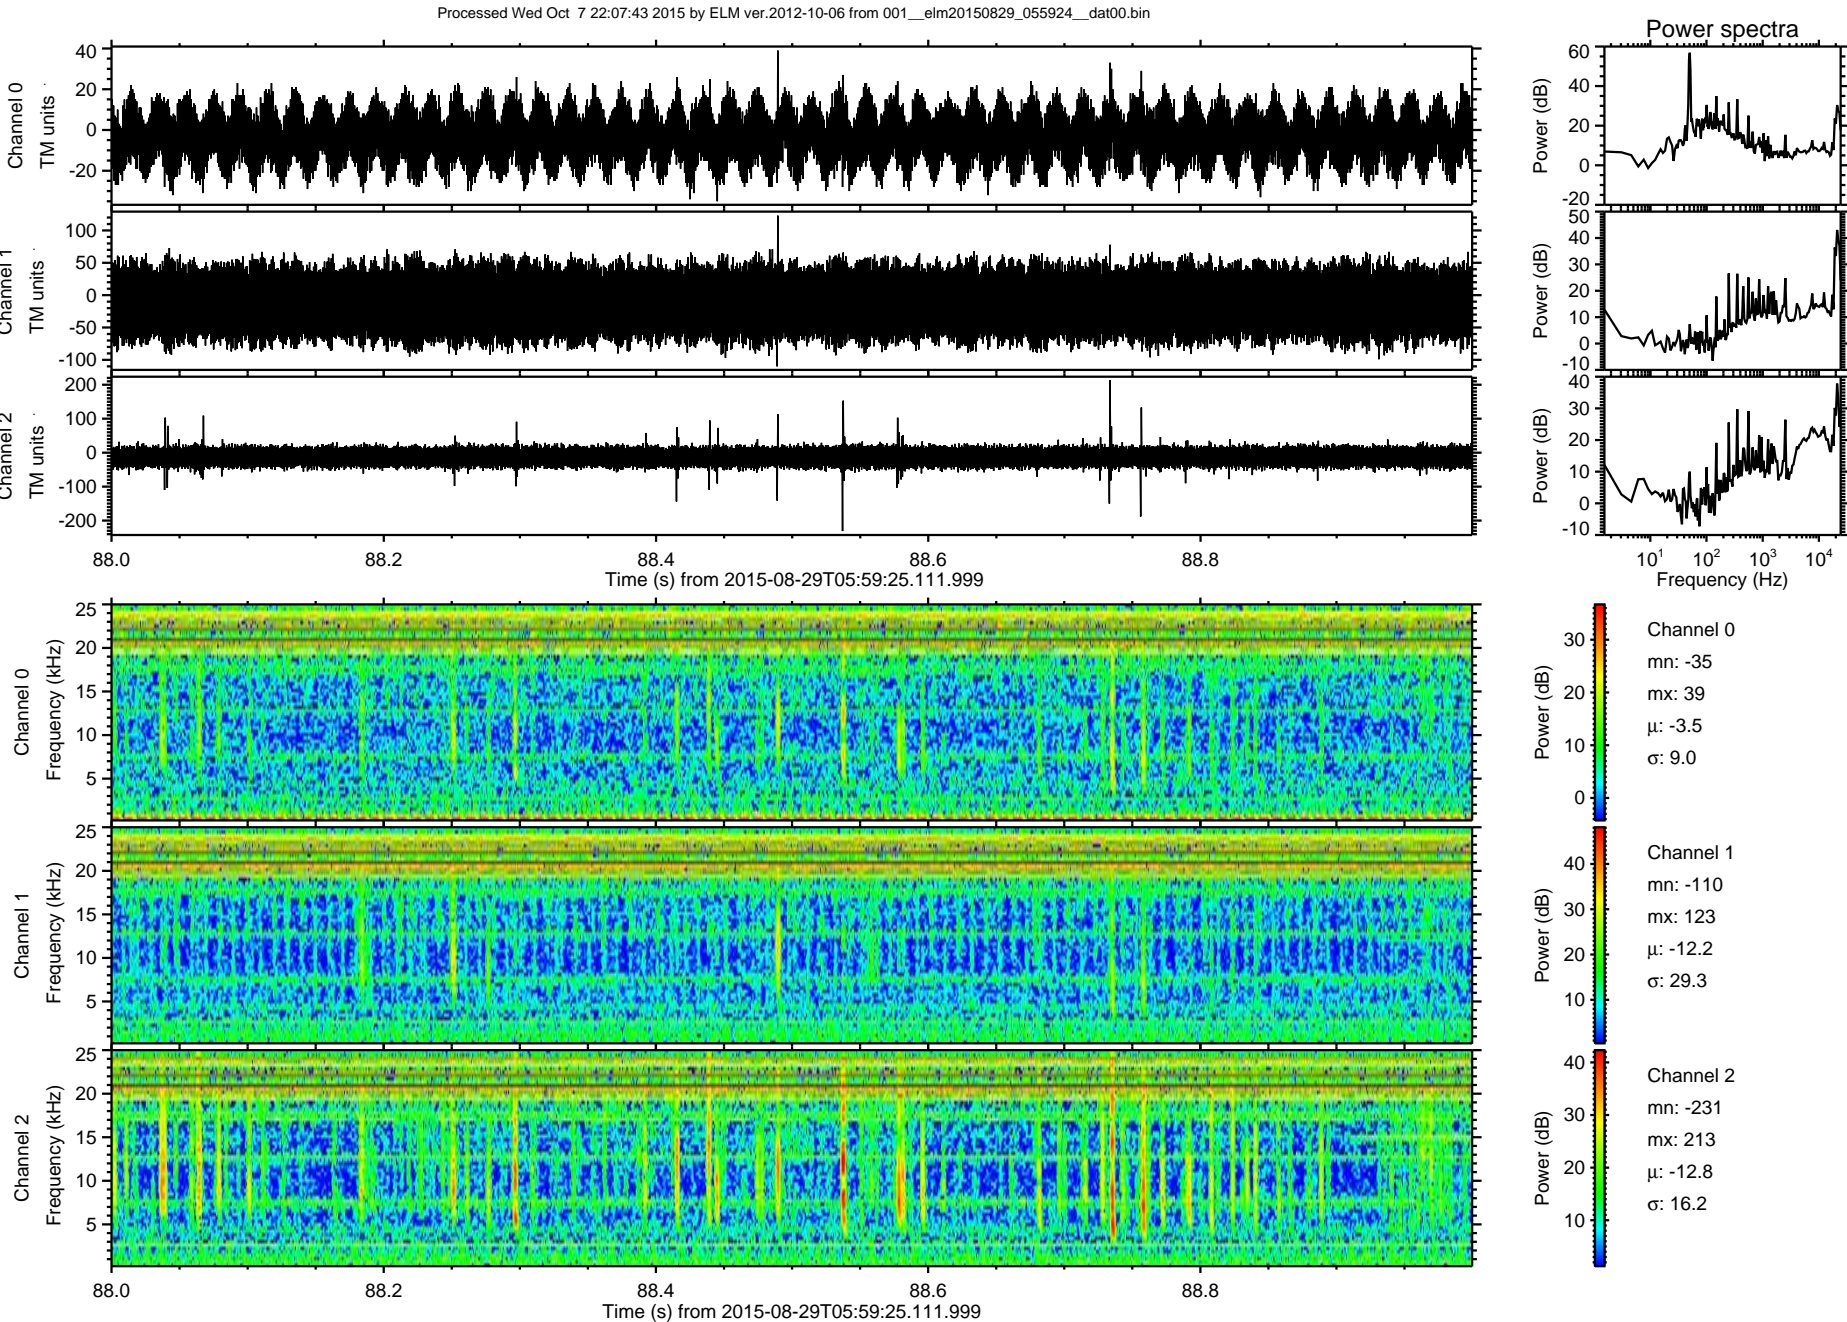 Processed Wed Oct  7 22:07:43 2015 by ELM ver.2012-10-06 from 001__elm20150829_055924__dat00.bin
Power spectra
Channel 0
TM units
40
20
0
-20
Power (dB)
60
40
20
0
-20
Channel 1
TM units
100
50
0
-50
-100
Power (dB)
50
40
30
20
10
0
-10
Channel 2
TM units
200
100
0
-100
-200
Power (dB)
40
30
20
10
0
-10
88.0 88.2 88.4 88.6 88.8
Time (s) from 2015-08-29T05:59:25.111.999
10^1 10^2 10^3 10^4
Frequency (Hz)
Channel 0
Frequency (kHz)
25
20
15
10
5
Power (dB)
30
20
10
0
Channel 0
mn: -35
mx: 39
μ: -3.5
σ: 9.0
Channel 1
Frequency (kHz)
25
20
15
10
5
Power (dB)
40
30
20
10
Channel 1
mn: -110
mx: 123
μ: -12.2
σ: 29.3
Channel 2
Frequency (kHz)
25
20
15
10
5
Power (dB)
40
30
20
10
Channel 2
mn: -231
mx: 213
μ: -12.8
σ: 16.2
88.0 88.2 88.4 88.6 88.8
Time (s) from 2015-08-29T05:59:25.111.999